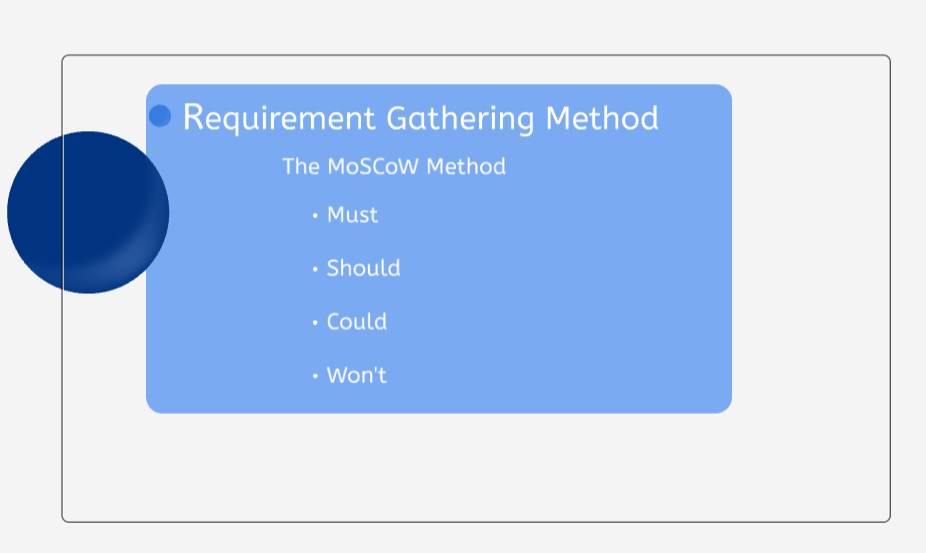 Requirement Gathering Method
The MoSCoW Method
• Must
• Should
• Could
• Won't